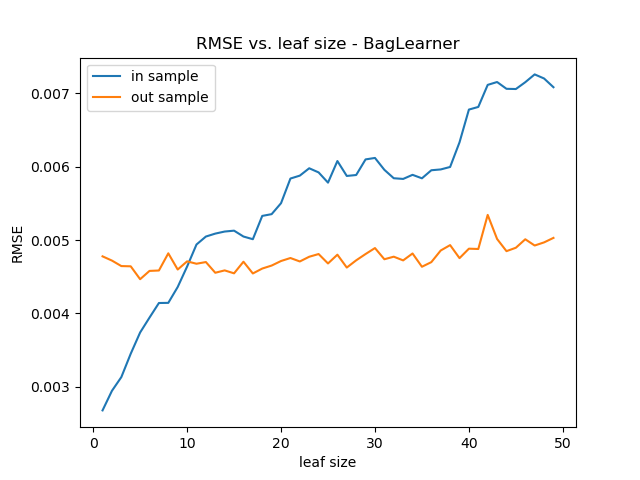 RMSE vs. leaf size - BagLearner
in sample
out sample
0.007
0.006
0.005
0.004
0.003
RMSE
0
10
20
30
40
50
leaf size